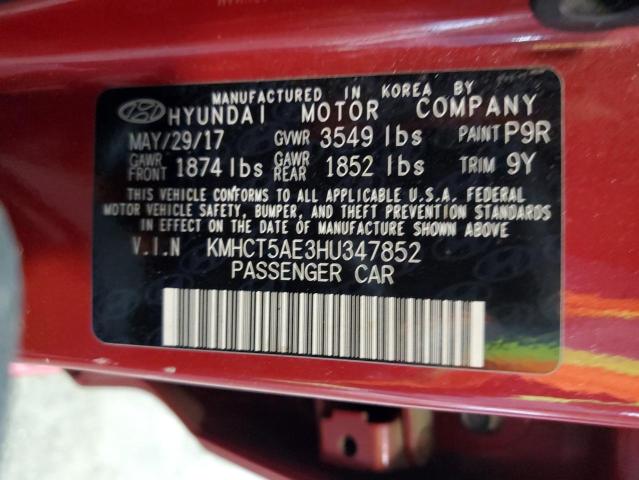 MANUFACTURED IN KOREA BY
HYUNDAI MOTOR COMPANY
MAY/29/17 GVWR 3549 lbs PAINT P9R
GAWR FRONT 1874 lbs GAWR REAR 1852 lbs TRIM 9Y
THIS VEHICLE CONFORMS TO ALL APPLICABLE U.S.A. FEDERAL
MOTOR VEHICLE SAFETY, BUMPER, AND THEFT PREVENTION STANDARDS
IN EFFECT ON THE DATE OF MANUFACTURE SHOWN ABOVE
V.I.N KMHCT5AE3HU347852
PASSENGER CAR